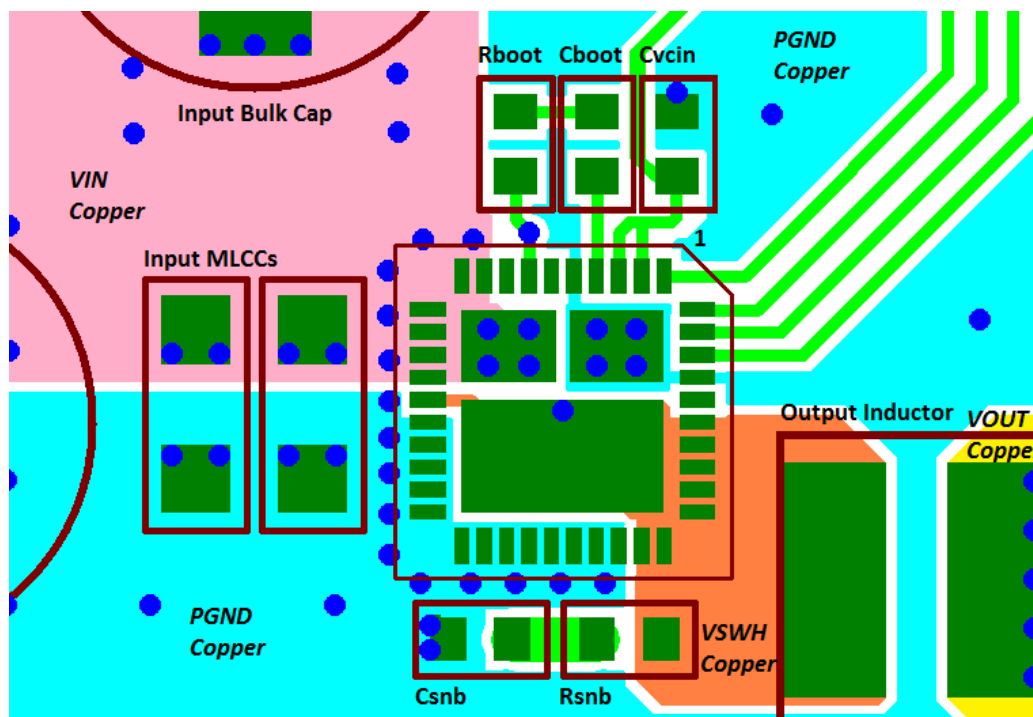 Rboot
Cboot
Cvcin
PGND
Copper
Input Bulk Cap
VIN
Copper
1
Input MLCCs
Output Inductor
VOUT
Coppe
PGND
Copper
VSWH
Copper
Csnb
Rsnb